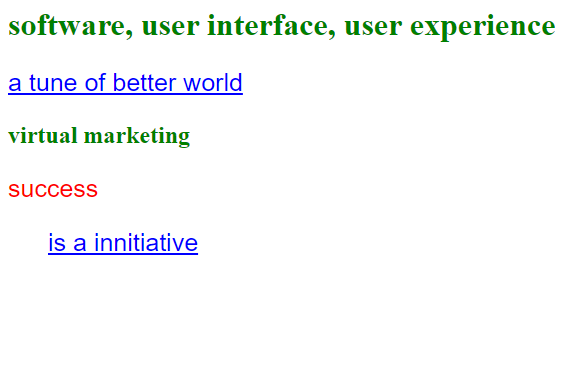 software, user interface, user experience
a tune of better world
virtual marketing
success
is a innitiative